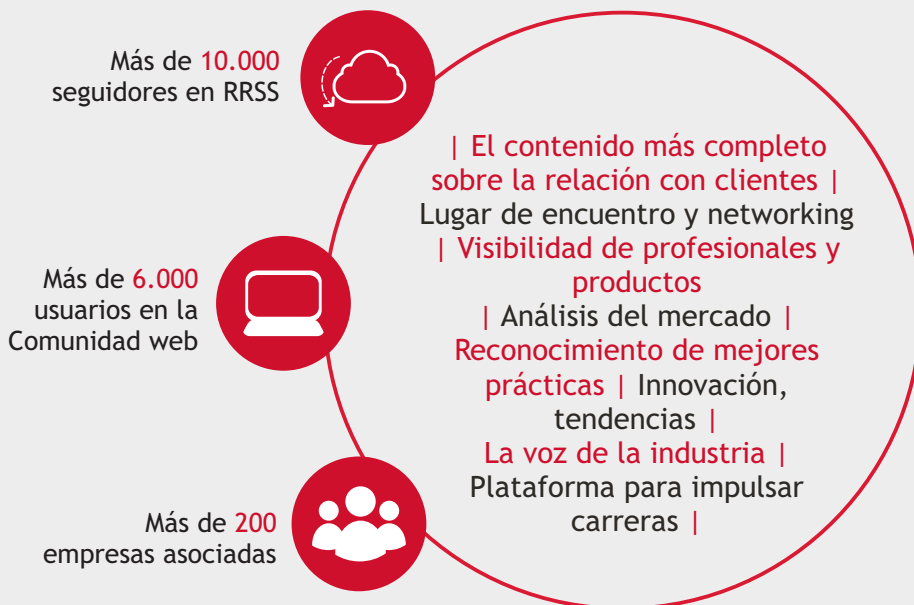 Más de 10.000
seguidores en RRSS
Más de 6.000
usuarios en la
Comunidad web
Más de 200
empresas asociadas
| El contenido más completo
sobre la relación con clientes |
Lugar de encuentro y networking
| Visibilidad de profesionales y
productos
| Análisis del mercado |
Reconocimiento de mejores
prácticas | Innovación,
tendencias |
La voz de la industria |
Plataforma para impulsar
carreras |